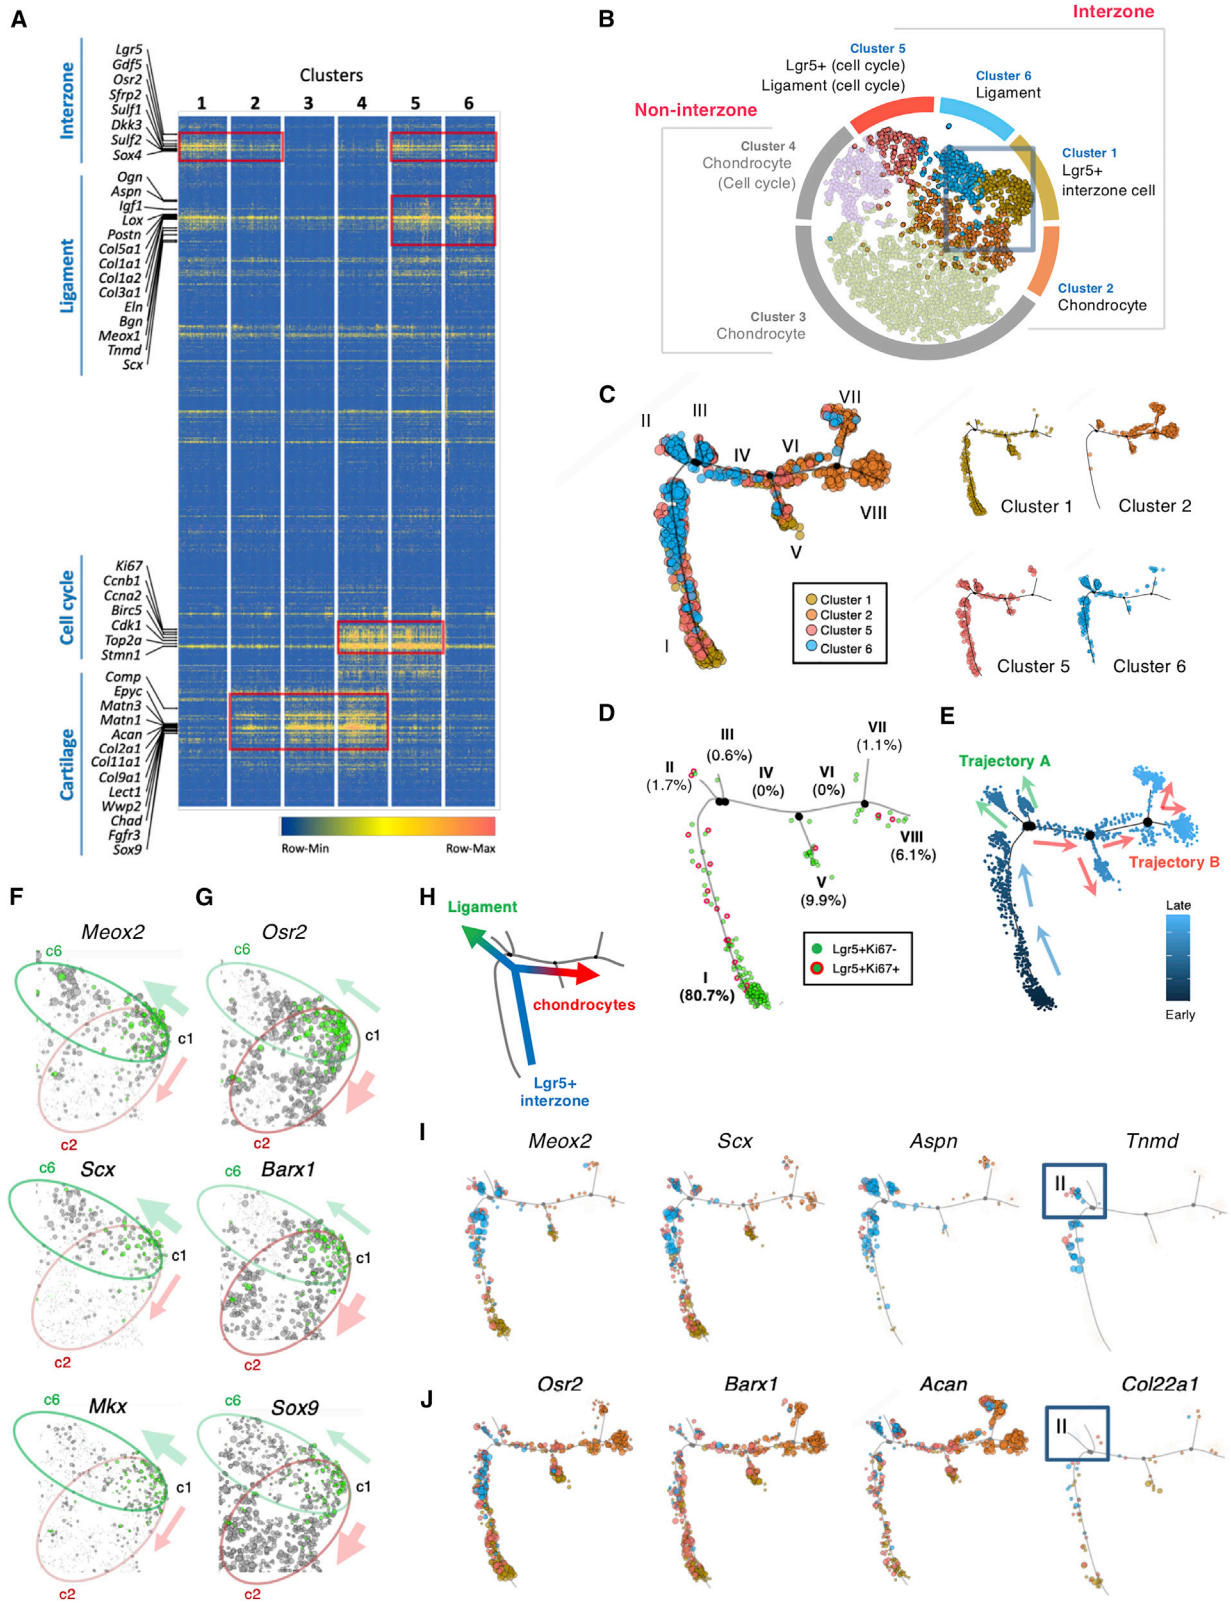 A
Interzone
Lgr5
Gdf5
Osr2
Sfrp2
Sulf1
Dkk3
Sulf2
Sox4
Ligament
Ogn
Aspn
Igf1
Lox
Postn
Col5a1
Col1a1
Col1a2
Col3a1
Eln
Bgn
Meox1
Tnmd
Scx
Cell cycle
Ki67
Ccnb1
Ccna2
Birc5
Cdk1
Top2a
Stmn1
Cartilage
Comp
Epyc
Matn3
Matn1
Acan
Col2a1
Col11a1
Col9a1
Lect1
Wwp2
Chad
Fgfr3
Sox9
Clusters
1 2 3 4 5 6
Row-Min Row-Max
B
Interzone
Non-interzone
Cluster 5
Lgr5+ (cell cycle)
Ligament (cell cycle)
Cluster 6
Ligament
Cluster 4
Chondrocyte
(Cell cycle)
Cluster 1
Lgr5+
interzone cell
Cluster 2
Chondrocyte
Cluster 3
Chondrocyte
C
II
III
IV
VI
VII
VIII
V
I
Cluster 1
Cluster 2
Cluster 5
Cluster 6
Cluster 1
Cluster 2
Cluster 5
Cluster 6
D
II
(1.7%)
III
(0.6%)
IV
(0%)
VI
(0%)
VII
(1.1%)
VIII
(6.1%)
V
(9.9%)
I
(80.7%)
Lgr5+Ki67-
Lgr5+Ki67+
E
Trajectory A
Trajectory B
Late
Early
F
Meox2
c6
c1
c2
Scx
c6
c1
c2
Mkx
c6
c1
c2
G
Osr2
c6
c1
c2
Barx1
c6
c1
c2
Sox9
c6
c1
c2
H
Ligament
chondrocytes
Lgr5+
interzone
I
Meox2
Scx
Aspn
Tnmd
II
J
Osr2
Barx1
Acan
Col22a1
II